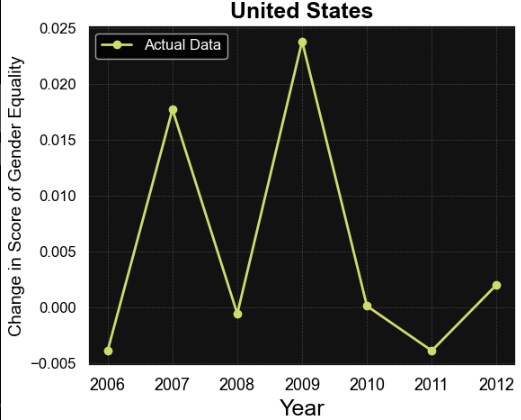 United States
Actual Data
Change in Score of Gender Equality
0.025
0.020
0.015
0.010
0.005
0.000
−0.005
2006 2007 2008 2009 2010 2011 2012
Year